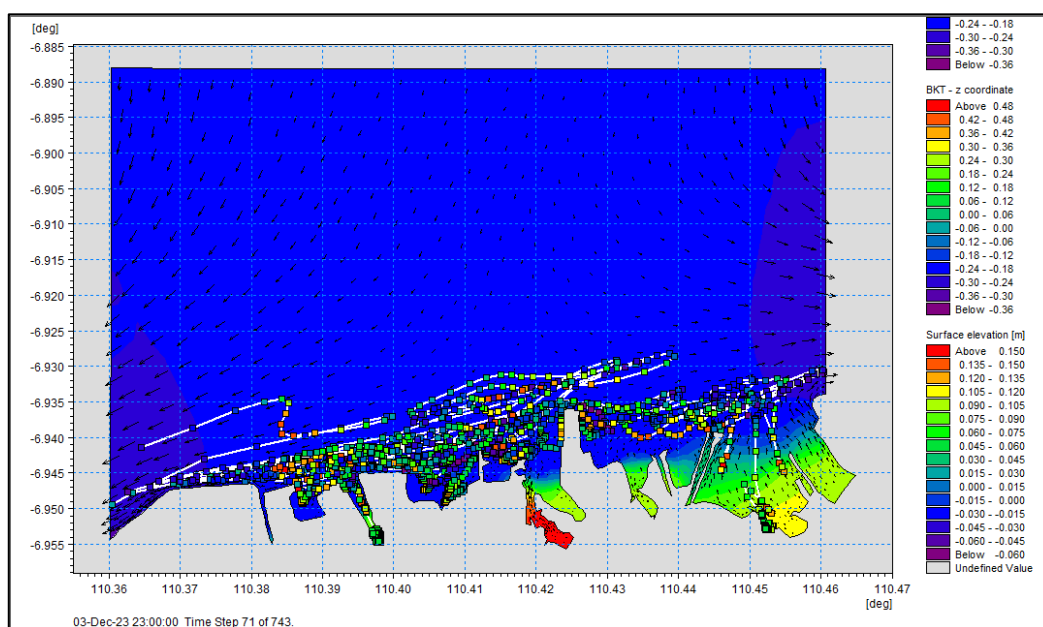 [deg]
-6.885
-6.890
-6.895
-6.900
-6.905
-6.910
-6.915
-6.920
-6.925
-6.930
-6.935
-6.940
-6.945
-6.950
-6.955
110.36 110.37 110.38 110.39 110.40 110.41 110.42 110.43 110.44 110.45 110.46 110.47
[deg]
03-Dec-23 23:00:00 Time Step 71 of 743.
-0.24 - -0.18
-0.30 - -0.24
-0.36 - -0.30
Below -0.36
BKT - z coordinate
Above 0.48
0.42 - 0.48
0.36 - 0.42
0.30 - 0.36
0.24 - 0.30
0.18 - 0.24
0.12 - 0.18
0.06 - 0.12
0.00 - 0.06
-0.06 - 0.00
-0.12 - -0.06
-0.18 - -0.12
-0.24 - -0.18
-0.30 - -0.24
-0.36 - -0.30
Below -0.36
Surface elevation [m]
Above 0.150
0.135 - 0.150
0.120 - 0.135
0.105 - 0.120
0.090 - 0.105
0.075 - 0.090
0.060 - 0.075
0.045 - 0.060
0.030 - 0.045
0.015 - 0.030
0.000 - 0.015
-0.015 - 0.000
-0.030 - -0.015
-0.045 - -0.030
-0.060 - -0.045
Below -0.060
Undefined Value